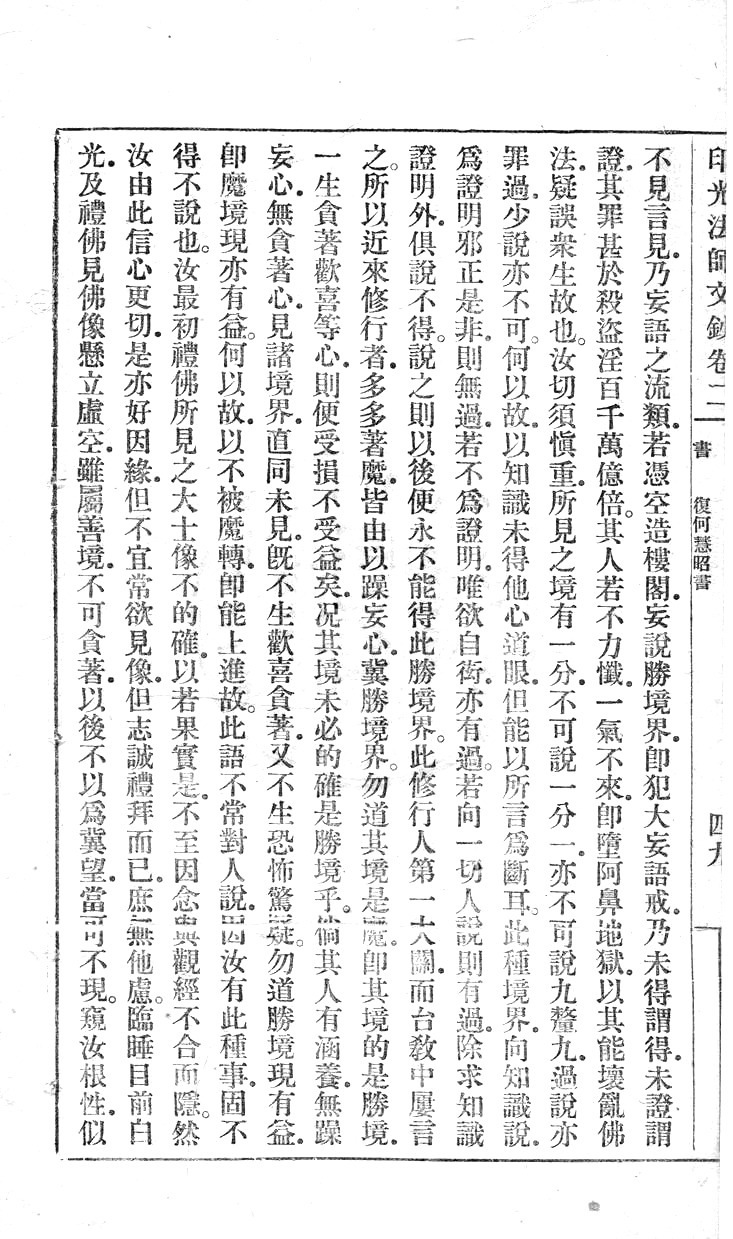 印光法師文鈔卷二 書 復何慧昭書 四九
不見言見。乃妄語之流類。若憑空造樓閣。妄說勝境界。卽犯大妄語戒。乃未得謂得。未證謂
證。其罪甚於殺盜淫百千萬億倍。其人若不力懺。一氣不來。卽墮阿鼻地獄。以其能壞亂佛
法。疑誤衆生故也。汝切須愼重。所見之境有一分。不可說一分一。亦不可說九釐九。過說亦
罪過。少說亦不可。何以故。以知識未得他心道眼。但能以所言爲斷耳。此種境界。向知識說。
爲證明邪正是非。則無過。若不爲證明。唯欲自衒。亦有過。若向一切人說。則有過。除求知識
證明外。俱說不得。說之則以後便永不能得此勝境界。此修行人第一大關。而台敎中屢言
之。所以近來修行者。多多著魔。皆由以躁妄心。冀勝境界。勿道其境是魔。卽其境的是勝境。
一生貪著歡喜等心。則便受損不受益矣。况其境未必的確是勝境乎。倘其人有涵養。無躁
妄心。無貪著心。見諸境界。直同未見。旣不生歡喜貪著。又不生恐怖驚疑。勿道勝境現有益。
卽魔境現亦有益。何以故。以不被魔轉。卽能上進故。此語不常對人說。因汝有此種事。固不
得不說也。汝最初禮佛所見之大士像不的確。以若果實是。不至因念與觀經不合而隱。然
汝由此信心更切。是亦好因緣。但不宜常欲見像。但志誠禮拜而已。庶無他慮。臨睡目前白
光。及禮佛見佛像懸立虛空。雖屬善境。不可貪著。以後不以爲冀望。當可不現。窺汝根性。似